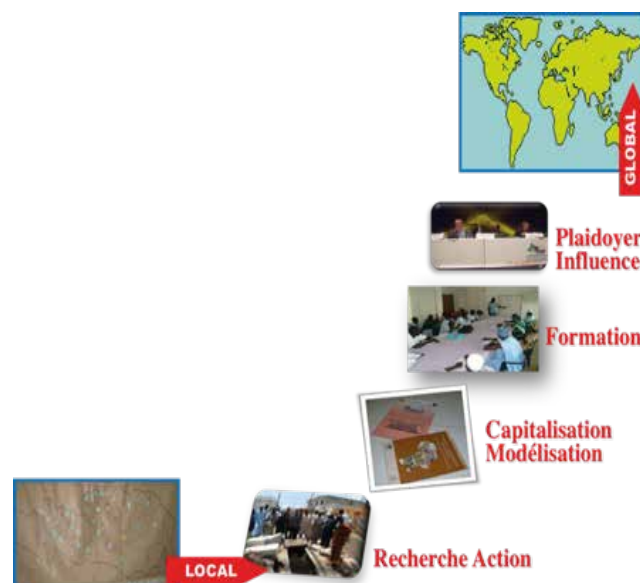 GLOBAL
Plaidoyer
Influence
Formation
Capitalisation
Modélisation
LOCAL
Recherche Action